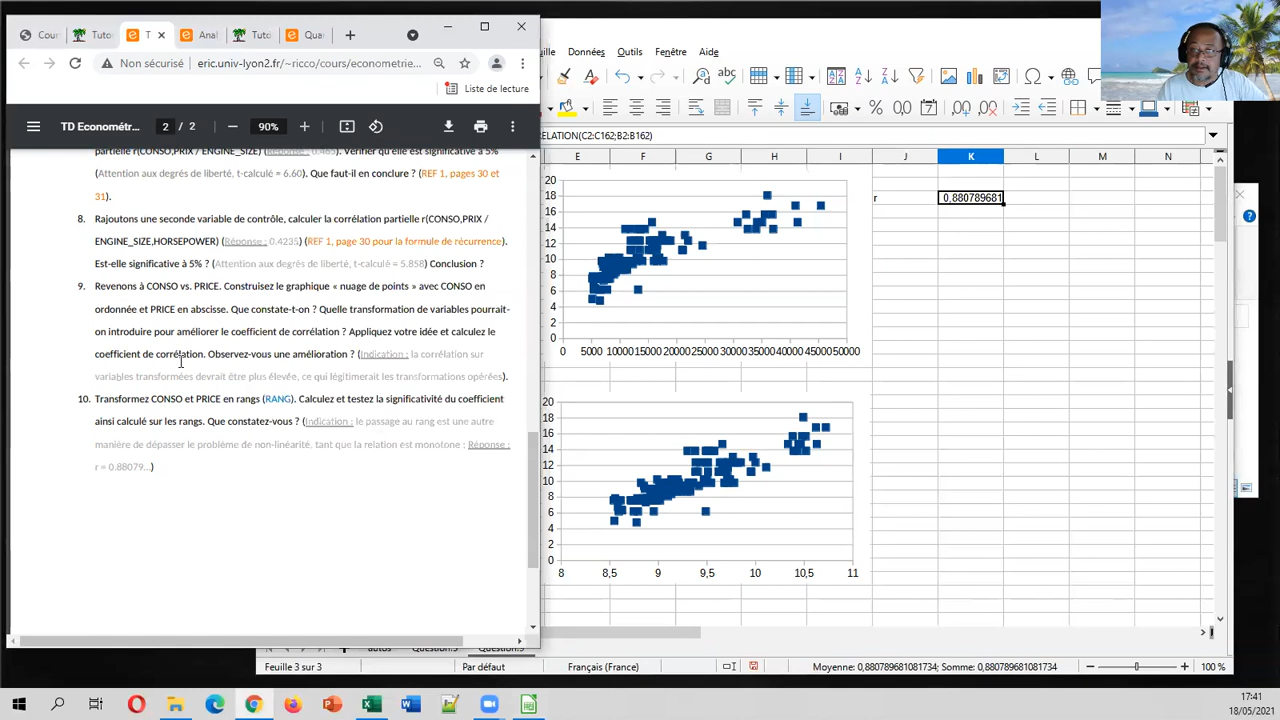 Cour
Tuto
T
Anal
Tuto
Qua
Non sécurisé
eric.univ-lyon2.fr/~ricco/cours/econometrie...
Liste de lecture
TD Économétr...
2 / 2
90%
partielle r(CONSO,PRIX / ENGINE_SIZE) (Réponse : 0.465). Vérifier qu'elle est significative à 5%
(Attention aux degrés de liberté, t-calculé = 6.60). Que faut-il en conclure ? (REF 1, pages 30 et
31).
8. Rajoutons une seconde variable de contrôle, calculer la corrélation partielle r(CONSO,PRIX /
ENGINE_SIZE,HORSEPOWER) (Réponse : 0.4235) (REF 1, page 30 pour la formule de récurrence).
Est-elle significative à 5% ? (Attention aux degrés de liberté, t-calculé = 5.858) Conclusion ?
9. Revenons à CONSO vs. PRICE. Construisez le graphique « nuage de points » avec CONSO en
ordonnée et PRICE en abscisse. Que constate-t-on ? Quelle transformation de variables pourrait-
on introduire pour améliorer le coefficient de corrélation ? Appliquez votre idée et calculez le
coefficient de corrélation. Observez-vous une amélioration ? (Indication : la corrélation sur
variables transformées devrait être plus élevée, ce qui légitimerait les transformations opérées).
10. Transformez CONSO et PRICE en rangs (RANG). Calculez et testez la significativité du coefficient
ainsi calculé sur les rangs. Que constatez-vous ? (Indication : le passage au rang est une autre
manière de dépasser le problème de non-linéarité, tant que la relation est monotone ; Réponse :
r = 0.88079...)
uille Données Outils Fenêtre Aide
RELATION(C2:C162;B2:B162)
E F G H I J K L M N
r 0,880789681
20
18
16
14
12
10
8
6
4
2
0
0 5000 10000 15000 20000 25000 30000 35000 40000 45000 50000
20
18
16
14
12
10
8
6
4
2
0
8 8,5 9 9,5 10 10,5 11
autos Question.5 Question.9
Feuille 3 sur 3
Par défaut
Français (France)
Moyenne: 0,880789681081734; Somme: 0,880789681081734
100 %
17:41
18/05/2021